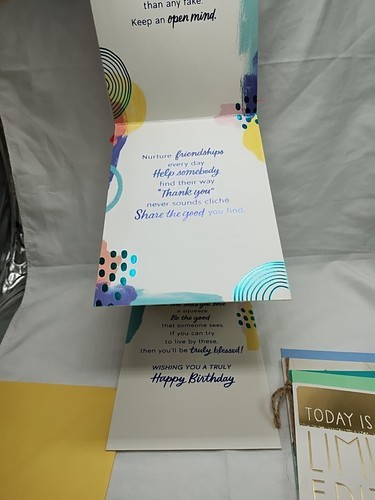 than any fake.
Keep an open mind.
Nurture friendships
every day
Help somebody
find their way
"Thank you"
never sounds cliché
Share the good you find.
a squeeze.
Be the good
that someone sees.
If you can try
to live by these,
then you'll be truly blessed!
WISHING YOU A TRULY
Happy Birthday
TODAY IS